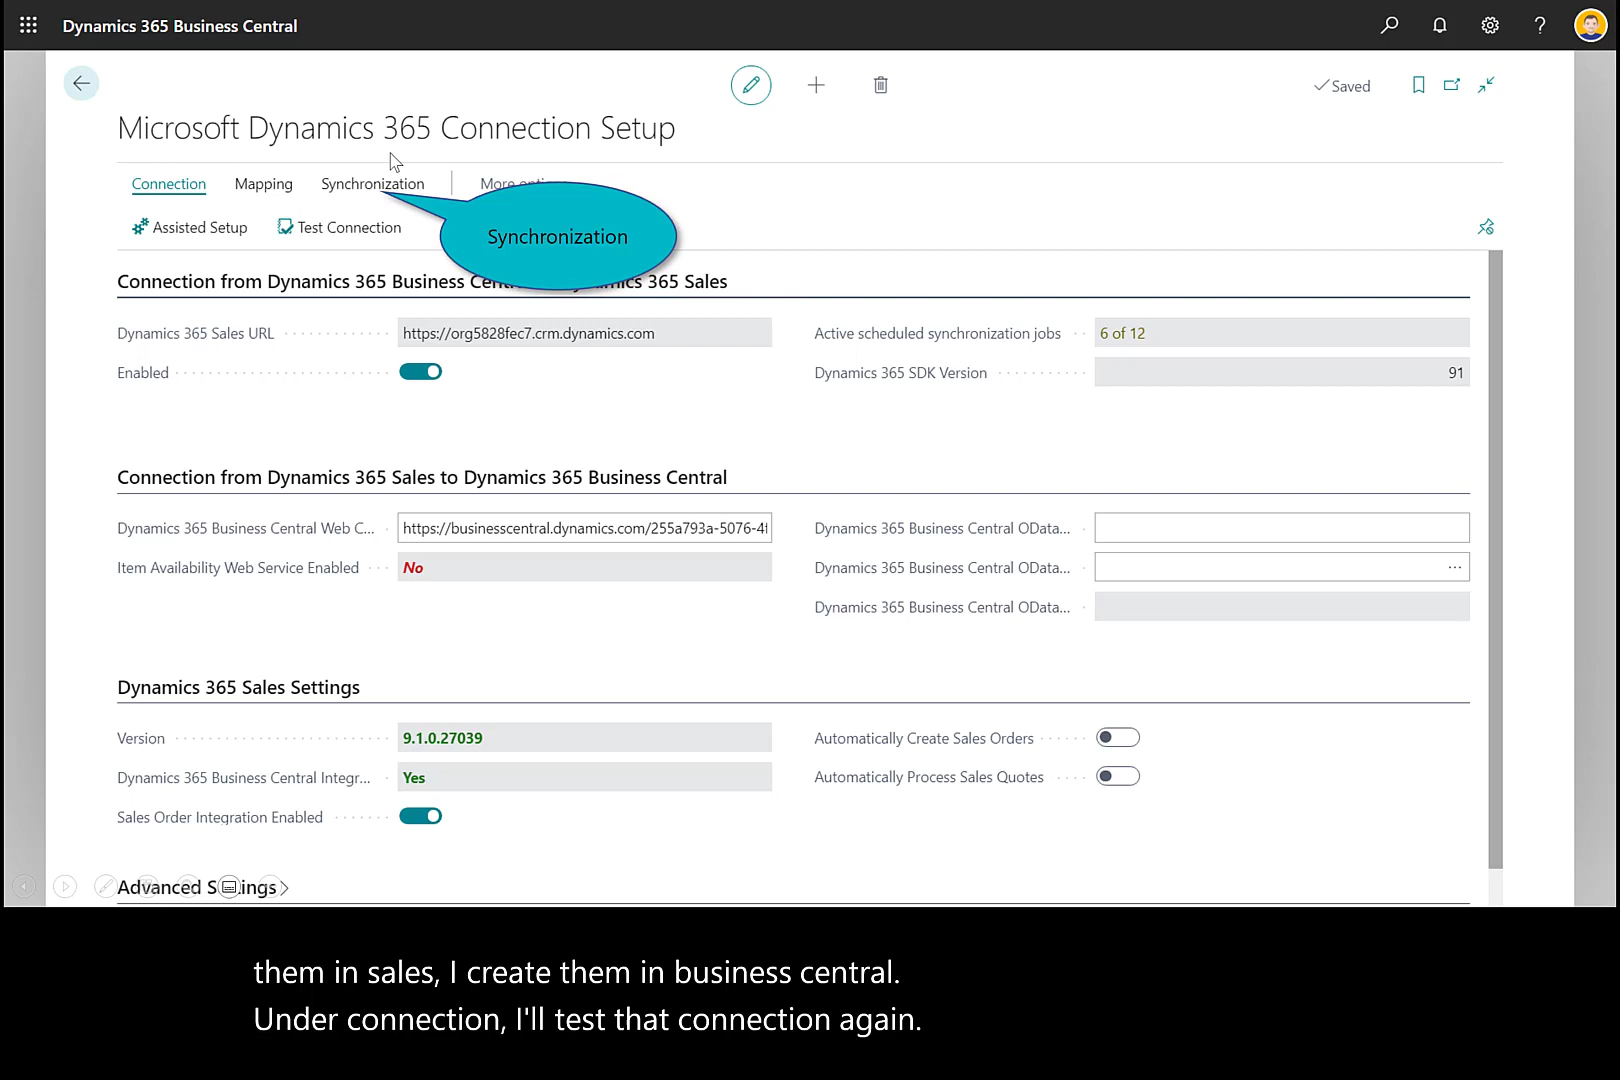 Dynamics 365 Business Central
Saved
Microsoft Dynamics 365 Connection Setup
Connection Mapping Synchronization More
Synchronization
Assisted Setup Test Connection
Connection from Dynamics 365 Business 365 Sales
Dynamics 365 Sales URL https://org5828fec7.crm.dynamics.com Active scheduled synchronization jobs 6 of 12
Enabled Dynamics 365 SDK Version 91
Connection from Dynamics 365 Sales to Dynamics 365 Business Central
Dynamics 365 Business Central Web C... https://businesscentral.dynamics.com/255a793a-5076-4f Dynamics 365 Business Central OData...
Item Availability Web Service Enabled No Dynamics 365 Business Central OData... ...
Dynamics 365 Business Central OData...
Dynamics 365 Sales Settings
Version 9.1.0.27039 Automatically Create Sales Orders
Dynamics 365 Business Central Integr... Yes Automatically Process Sales Quotes
Sales Order Integration Enabled
Advanced
them in sales, I create them in business central.
Under connection, I'll test that connection again.